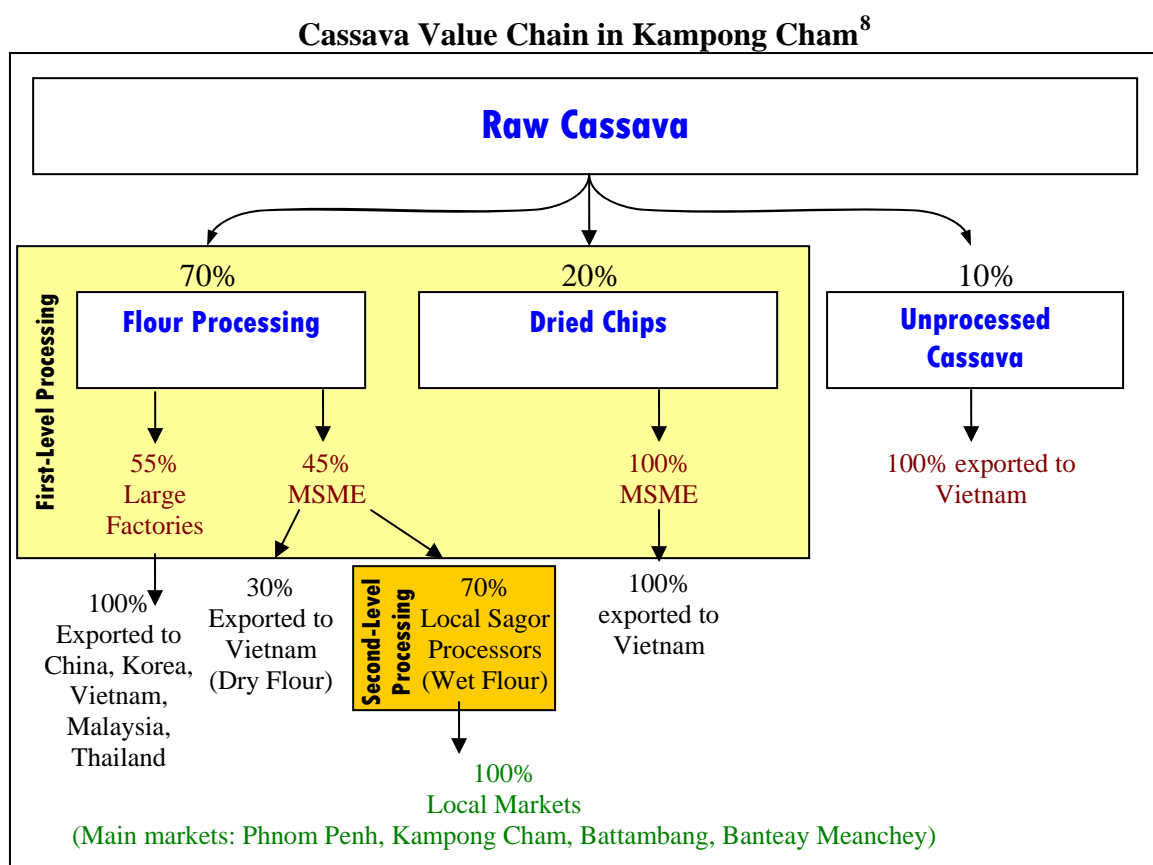 Cassava Value Chain in Kampong Cham8
Raw Cassava
First-Level Processing
70%
Flour Processing
20%
Dried Chips
10%
Unprocessed
Cassava
55%
Large
Factories
45%
MSME
100%
MSME
100% exported to
Vietnam
100%
Exported to
China, Korea,
Vietnam,
Malaysia,
Thailand
30%
Exported to
Vietnam
(Dry Flour)
Second-Level
Processing
70%
Local Sagor
Processors
(Wet Flour)
100%
exported to
Vietnam
100%
Local Markets
(Main markets: Phnom Penh, Kampong Cham, Battambang, Banteay Meanchey)